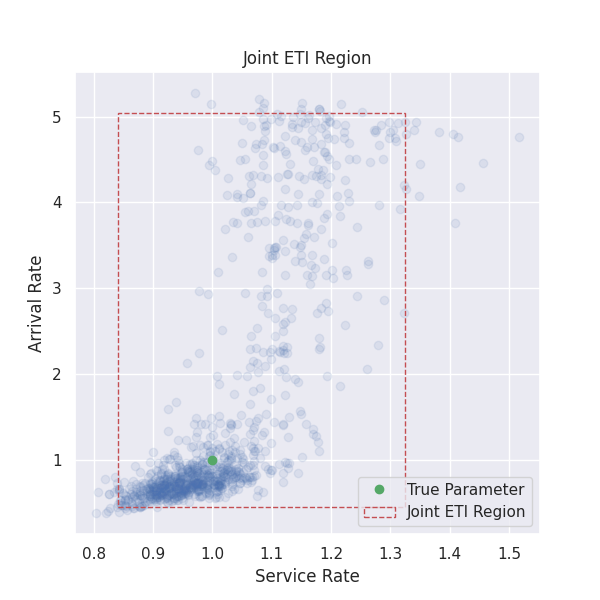 Joint ETI Region
Arrival Rate
5
4
3
2
1
True Parameter
Joint ETI Region
0.8 0.9 1.0 1.1 1.2 1.3 1.4 1.5
Service Rate